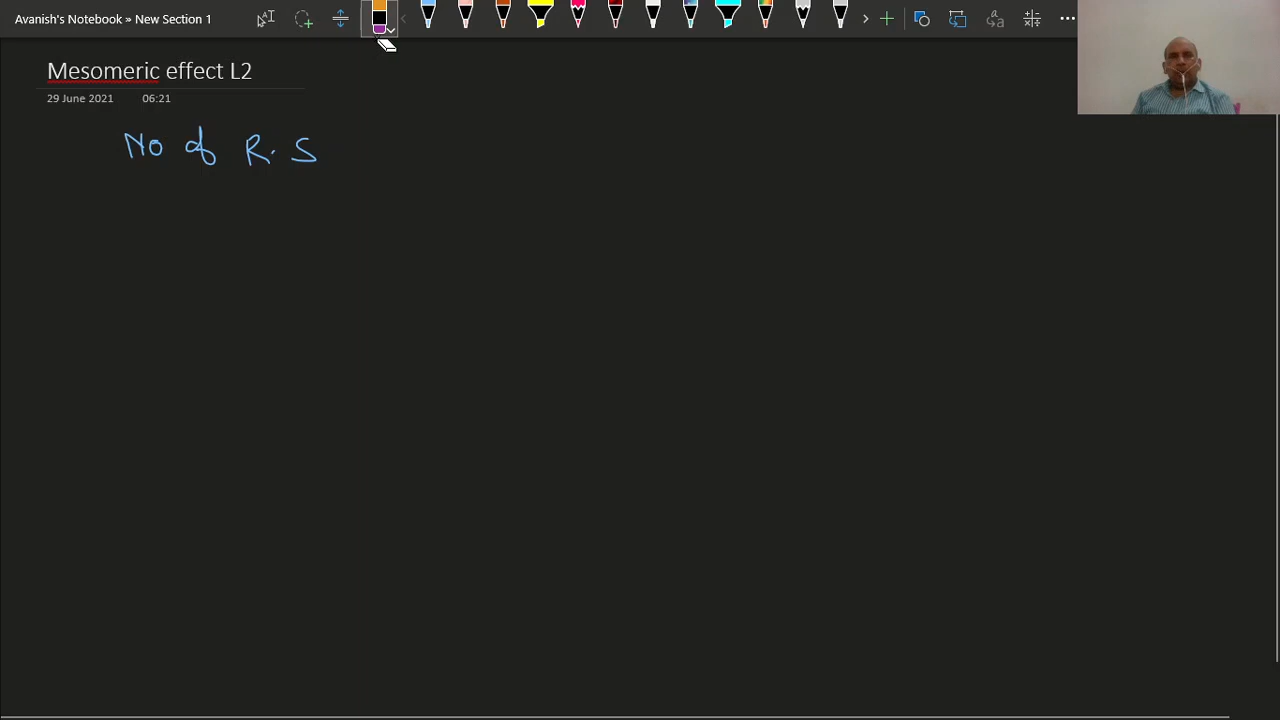 Avanish's Notebook » New Section 1
Mesomeric effect L2
29 June 2021 06:21
No of R. S